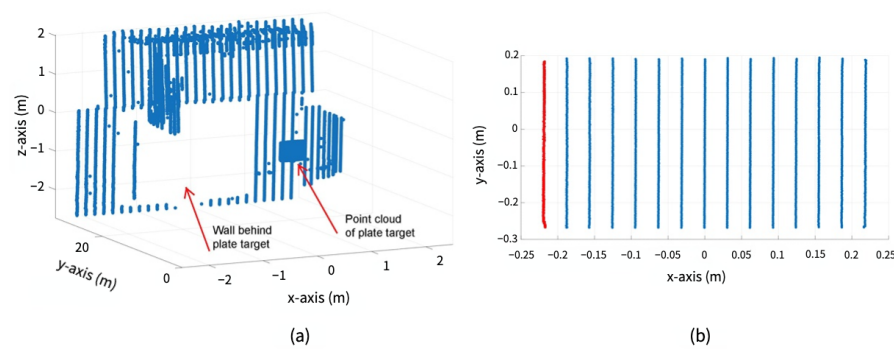 2
1
0
−1
−2
z-axis (m)
20
0
y-axis (m)
−2
−1
0
1
2
x-axis (m)
Wall behind
plate target
Point cloud
of plate target
(a)
0.2
0.1
0
−0.1
−0.2
−0.3
y-axis (m)
−0.25
−0.2
−0.15
−0.1
−0.05
0
0.05
0.1
0.15
0.2
0.25
x-axis (m)
(b)